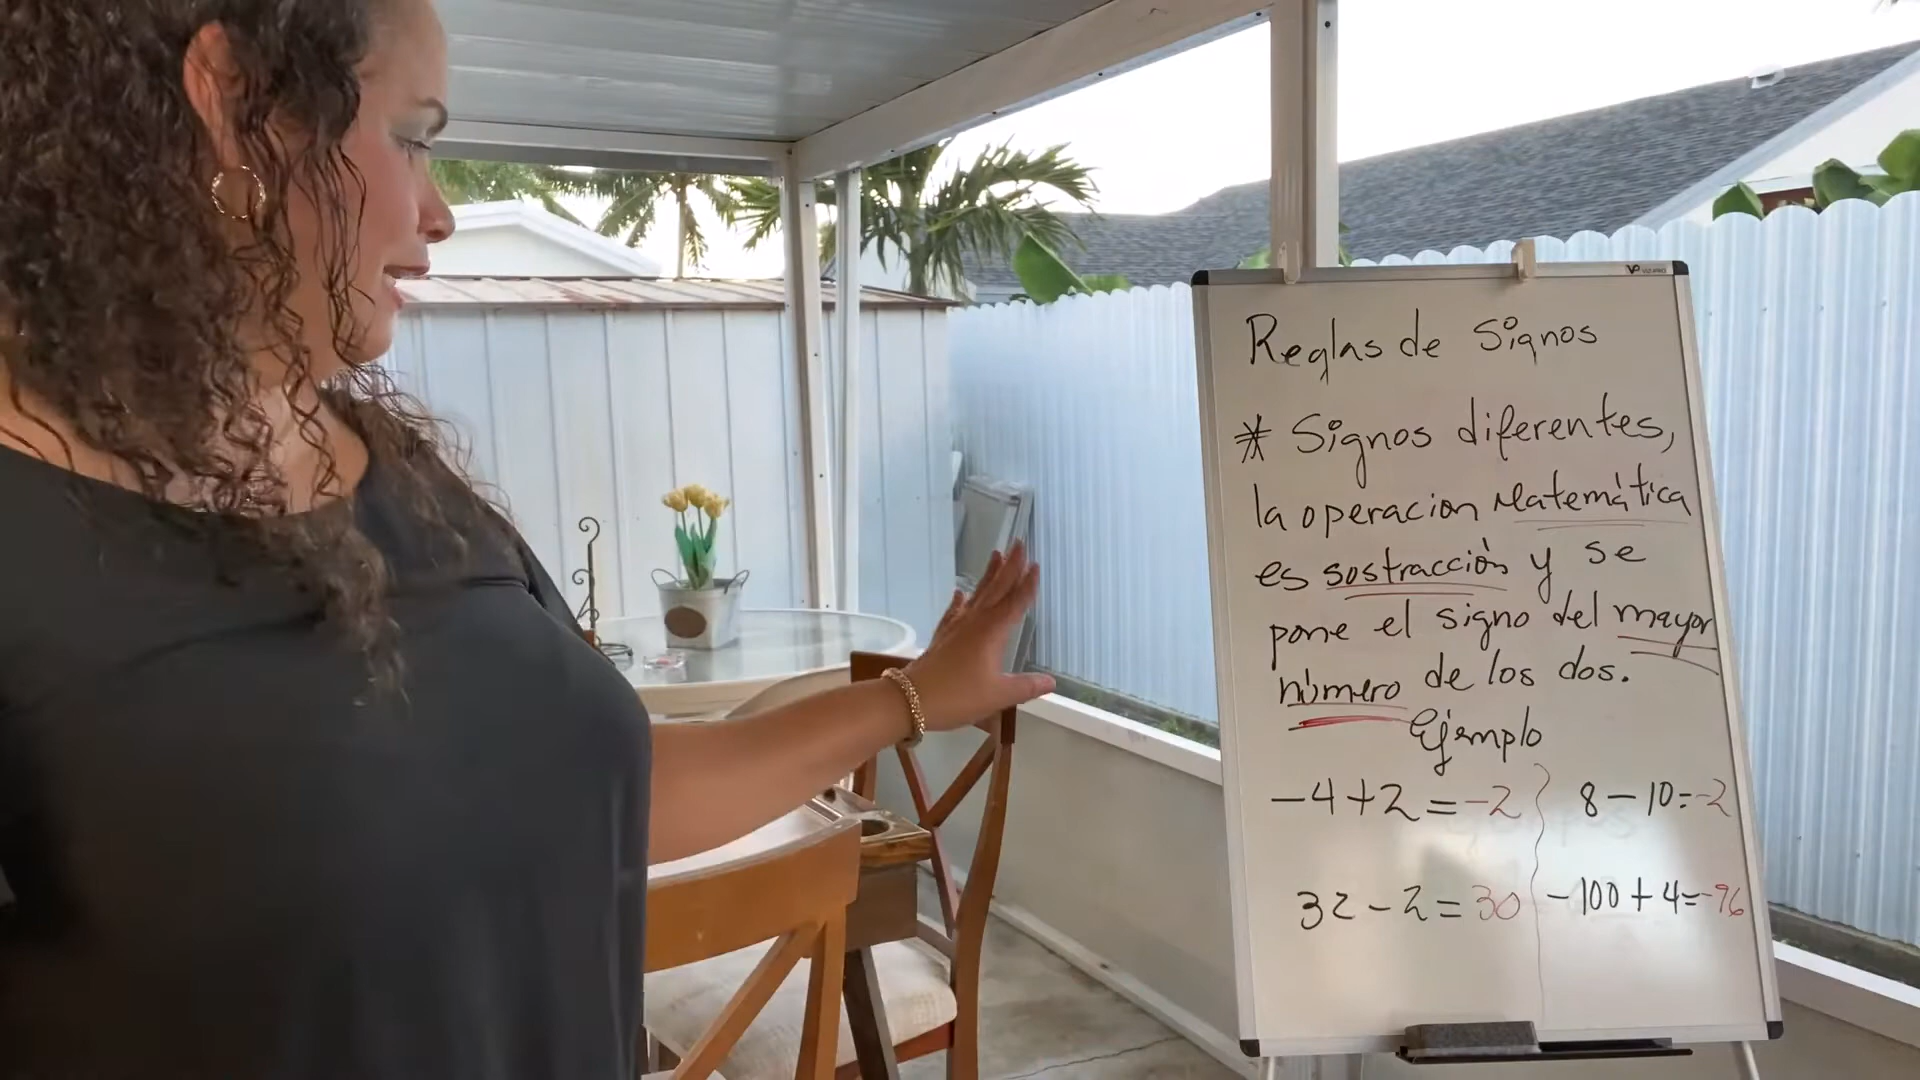 Reglas de Signos
* Signos diferentes,
la operacion Matemática
es sostracción y se
pone el signo del mayor
número de los dos.
Ejemplo
-4+2=-2
8-10=-2
32-2=30
-100+4=-96